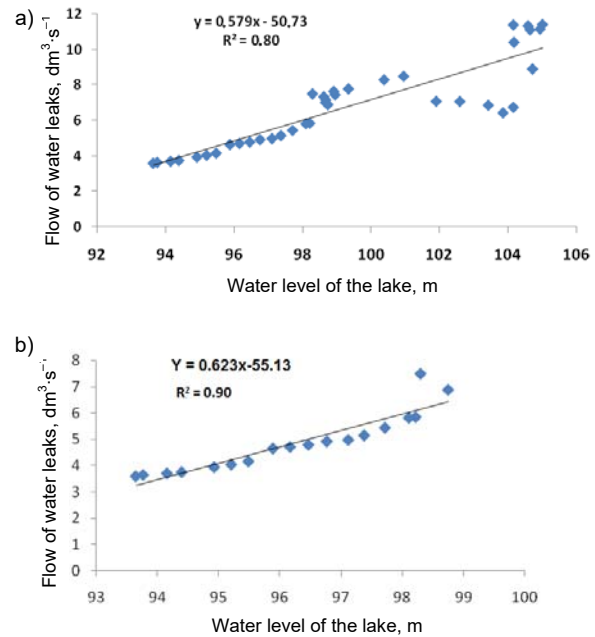 a)
y = 0,579x - 50,73
R² = 0.80
Flow of water leaks, dm³·s⁻¹
12
10
8
6
4
2
0
92 94 96 98 100 102 104 106
Water level of the lake, m
b)
Y = 0.623x-55.13
R² = 0.90
Flow of water leaks, dm³·s⁻
8
7
6
5
4
3
2
1
0
93 94 95 96 97 98 99 100
Water level of the lake, m